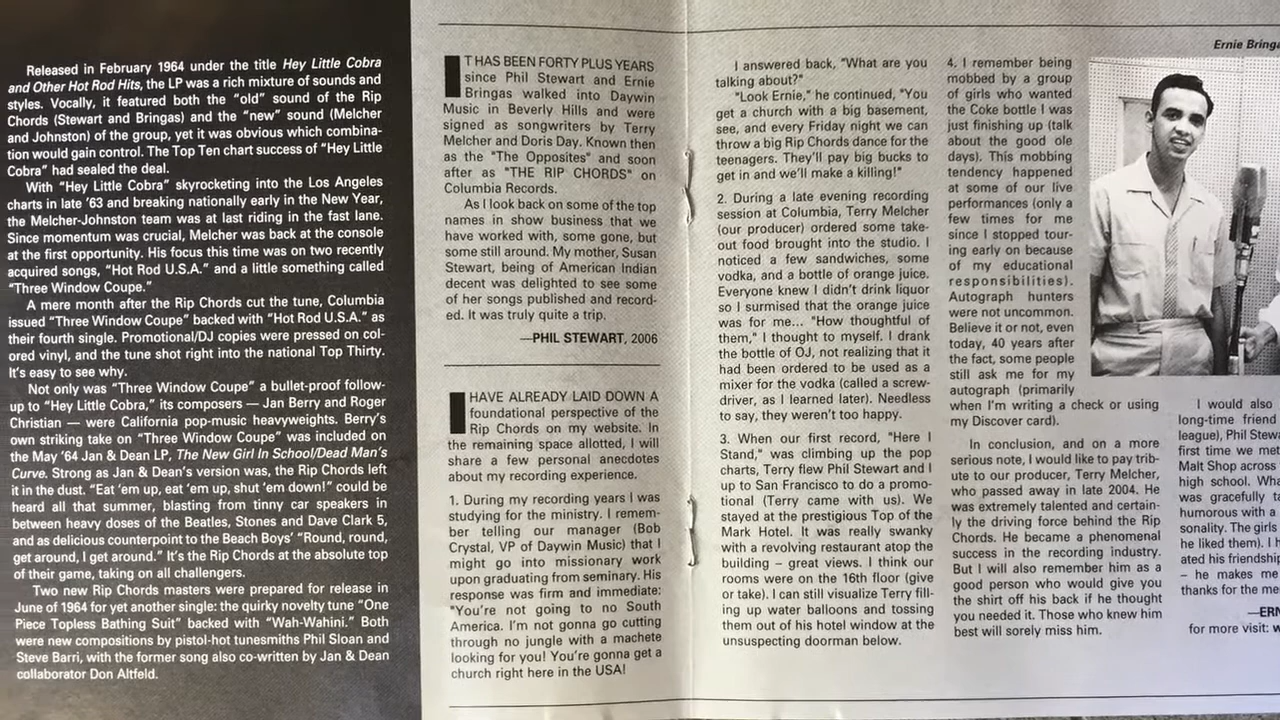 Released in February 1964 under the title Hey Little Cobra
and Other Hot Rod Hits, the LP was a rich mixture of sounds and
styles. Vocally, it featured both the "old" sound of the Rip
Chords (Stewart and Bringas) and the "new" sound (Melcher
and Johnston) of the group, yet it was obvious which combina-
tion would gain control. The Top Ten chart success of "Hey Little
Cobra" had sealed the deal.
With "Hey Little Cobra" skyrocketing into the Los Angeles
charts in late '63 and breaking nationally early in the New Year,
the Melcher-Johnston team was at last riding in the fast lane.
Since momentum was crucial, Melcher was back at the console
at the first opportunity. His focus this time was on two recently
acquired songs, "Hot Rod U.S.A." and a little something called
"Three Window Coupe."
A mere month after the Rip Chords cut the tune, Columbia
issued "Three Window Coupe" backed with "Hot Rod U.S.A." as
their fourth single. Promotional/DJ copies were pressed on col-
ored vinyl, and the tune shot right into the national Top Thirty.
It's easy to see why.
Not only was "Three Window Coupe" a bullet-proof follow-
up to "Hey Little Cobra," its composers — Jan Berry and Roger
Christian — were California pop-music heavyweights. Berry's
own striking take on "Three Window Coupe" was included on
the May '64 Jan & Dean LP, The New Girl In School/Dead Man's
Curve. Strong as Jan & Dean's version was, the Rip Chords left
it in the dust. "Eat 'em up, eat 'em up, shut 'em down!" could be
heard all that summer, blasting from tinny car speakers in
between heavy doses of the Beatles, Stones and Dave Clark 5,
and as delicious counterpoint to the Beach Boys' "Round, round,
get around, I get around." It's the Rip Chords at the absolute top
of their game, taking on all challengers.
Two new Rip Chords masters were prepared for release in
June of 1964 for yet another single: the quirky novelty tune "One
Piece Topless Bathing Suit" backed with "Wah-Wahini." Both
were new compositions by pistol-hot tunesmiths Phil Sloan and
Steve Barri, with the former song also co-written by Jan & Dean
collaborator Don Altfeld.
IT HAS BEEN FORTY PLUS YEARS
since Phil Stewart and Ernie
Bringas walked into Daywin
Music in Beverly Hills and were
signed as songwriters by Terry
Melcher and Doris Day. Known then
as the "The Opposites" and soon
after as "THE RIP CHORDS" on
Columbia Records.
As I look back on some of the top
names in show business that we
have worked with, some gone, but
some still around. My mother, Susan
Stewart, being of American Indian
decent was delighted to see some
of her songs published and record-
ed. It was truly quite a trip.
—PHIL STEWART, 2006
I HAVE ALREADY LAID DOWN A
foundational perspective of the
Rip Chords on my website. In
the remaining space allotted, I will
share a few personal anecdotes
about my recording experience.
1. During my recording years I was
studying for the ministry. I remem-
ber telling our manager (Bob
Crystal, VP of Daywin Music) that I
might go into missionary work
upon graduating from seminary. His
response was firm and immediate:
"You're not going to no South
America. I'm not gonna go cutting
through no jungle with a machete
looking for you! You're gonna get a
church right here in the USA!
I answered back, "What are you
talking about?"
"Look Ernie," he continued, "You
get a church with a big basement,
see, and every Friday night we can
throw a big Rip Chords dance for the
teenagers. They'll pay big bucks to
get in and we'll make a killing!"
2. During a late evening recording
session at Columbia, Terry Melcher
(our producer) ordered some take-
out food brought into the studio. I
noticed a few sandwiches, some
vodka, and a bottle of orange juice.
Everyone knew I didn't drink liquor
so I surmised that the orange juice
was for me... "How thoughtful of
them," I thought to myself. I drank
the bottle of OJ, not realizing that it
had been ordered to be used as a
mixer for the vodka (called a screw-
driver, as I learned later). Needless
to say, they weren't too happy.
3. When our first record, "Here I
Stand," was climbing up the pop
charts, Terry flew Phil Stewart and I
up to San Francisco to do a promo-
tional (Terry came with us). We
stayed at the prestigious Top of the
Mark Hotel. It was really swanky
with a revolving restaurant atop the
building – great views. I think our
rooms were on the 16th floor (give
or take). I can still visualize Terry fill-
ing up water balloons and tossing
them out of his hotel window at the
unsuspecting doorman below.
4. I remember being
mobbed by a group
of girls who wanted
the Coke bottle I was
just finishing up (talk
about the good ole
days). This mobbing
tendency happened
at some of our live
performances (only a
few times for me
since I stopped tour-
ing early on because
of my educational
responsibilities).
Autograph hunters
were not uncommon.
Believe it or not, even
today, 40 years after
the fact, some people
still ask me for my
autograph (primarily
when I'm writing a check or using
my Discover card).
In conclusion, and on a more
serious note, I would like to pay trib-
ute to our producer, Terry Melcher,
who passed away in late 2004. He
was extremely talented and certain-
ly the driving force behind the Rip
Chords. He became a phenomenal
success in the recording industry.
But I will also remember him as a
good person who would give you
the shirt off his back if he thought
you needed it. Those who knew him
best will sorely miss him.
Ernie
I would also
long-time friend
league), Phil
first time we met
Malt Shop across
high school.
was gracefully
humorous with a
The girls
he liked them). I
ated his
– he makes me
thanks for the
for more visit: